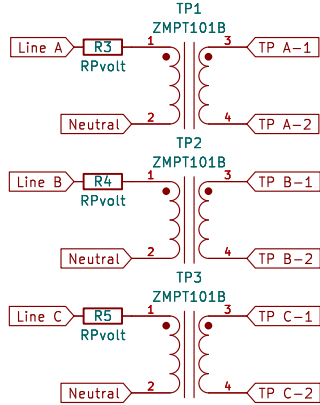 TP1
ZMPT101B
Line A R3 1 3 TP A-1
RPvolt
Neutral 2 4 TP A-2
TP2
ZMPT101B
Line B R4 1 3 TP B-1
RPvolt
Neutral 2 4 TP B-2
TP3
ZMPT101B
Line C R5 1 3 TP C-1
RPvolt
Neutral 2 4 TP C-2